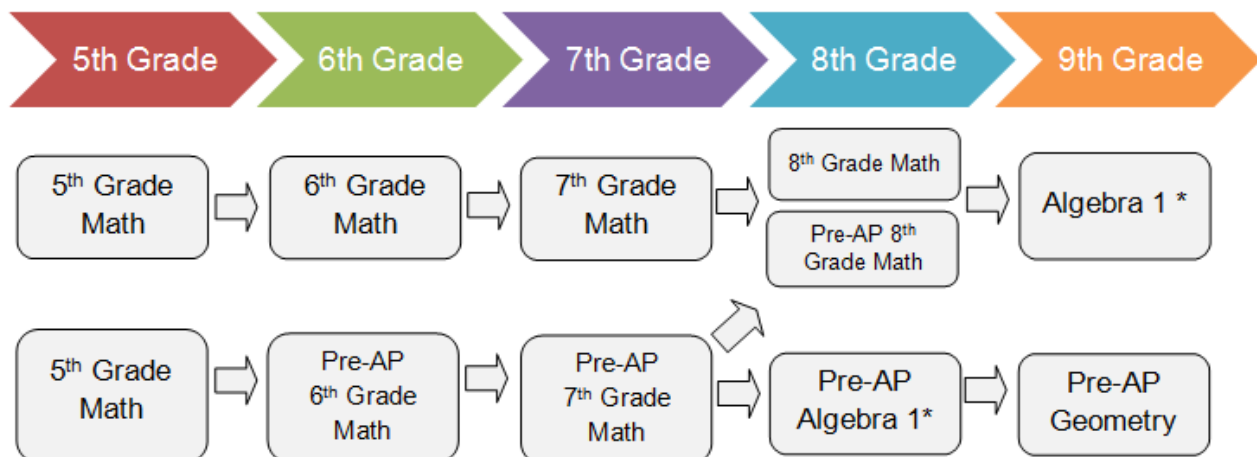 5th Grade
6th Grade
7th Grade
8th Grade
9th Grade
5th Grade
Math
6th Grade
Math
7th Grade
Math
8th Grade Math
Pre-AP 8th
Grade Math
Algebra 1 *
5th Grade
Math
Pre-AP
6th Grade
Math
Pre-AP
7th Grade
Math
Pre-AP
Algebra 1*
Pre-AP
Geometry